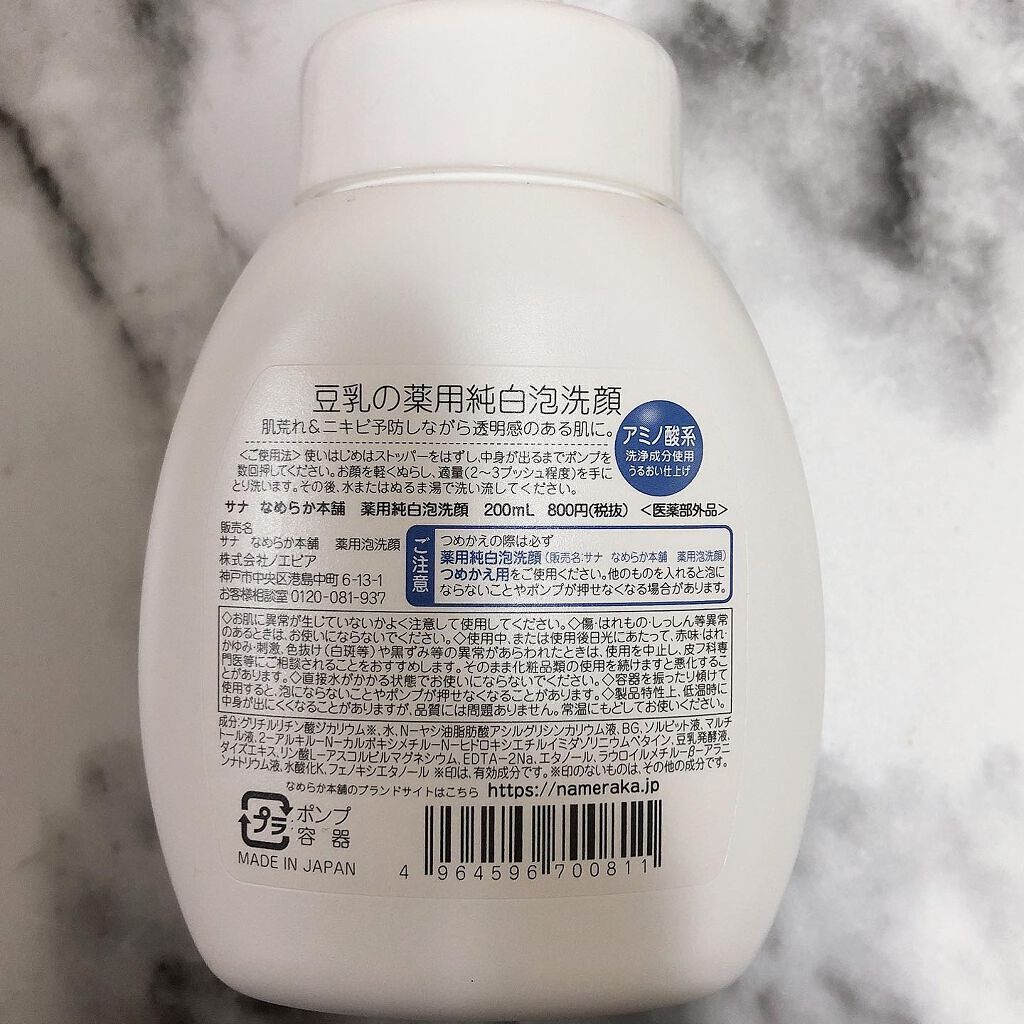 豆乳の薬用純白泡洗顔
肌荒れ&ニキビ予防しながら透明感のある肌に。
アミノ酸系
洗浄成分使用
うるおい仕上げ
<ご使用法> 使いはじめはストッパーをはずし、中身が出るまでポンプを
数回押してください。お顔を軽くぬらし、適量(2〜3プッシュ程度)を手に
とり洗います。その後、水またはぬるま湯で洗い流してください。
サナ なめらか本舗 薬用純白泡洗顔 200mL 800円(税抜) <医薬部外品>
販売名
サナ なめらか本舗 薬用泡洗顔
株式会社ノエビア
神戸市中央区港島中町 6-13-1
お客様相談室 0120-081-937
ご注意
つめかえの際は必ず
薬用純白泡洗顔(販売名:サナ なめらか本舗 薬用泡洗顔)
つめかえ用をご使用ください。他のものを入れると泡に
ならないことやポンプが押せなくなる場合があります。
◇お肌に異常が生じていないかよく注意して使用してください。◇傷・はれもの・しっしん等異常
のあるときは、お使いにならないでください。◇使用中、または使用後日光にあたって、赤味・はれ・
かゆみ・刺激、色抜け(白斑等)や黒ずみ等の異常があらわれたときは、使用を中止し、皮フ科専
門医等にご相談されることをおすすめします。そのまま化粧品類の使用を続けますと悪化するこ
とがあります。◇直接水がかかる状態でお使いにならないでください。◇容器を振ったり傾けて
使用すると、泡にならないことやポンプが押せなくなることがあります。◇製品特性上、低温時に
中身が出にくくなることがありますが、品質には問題ありません。常温にもどしてお使いください。
成分:グリチルリチン酸ジカリウム※、水、N-ヤシ油脂肪酸アシルグリシンカリウム液、BG、ソルビット液、マルチ
トール液、2-アルキル-N-カルボキシメチル-N-ヒドロキシエチルイミダゾリニウムベタイン、豆乳発酵液、
ダイズエキス、リン酸L-アスコルビルマグネシウム、EDTA-2Na、エタノール、ラウロイルメチル-β-アラニ
ンナトリウム液、水酸化K、フェノキシエタノール ※印は、有効成分です。※印のないものは、その他の成分です。
なめらか本舗のブランドサイトはこちら https://nameraka.jp
プラ
ポンプ
容器
MADE IN JAPAN
4 964596 700811